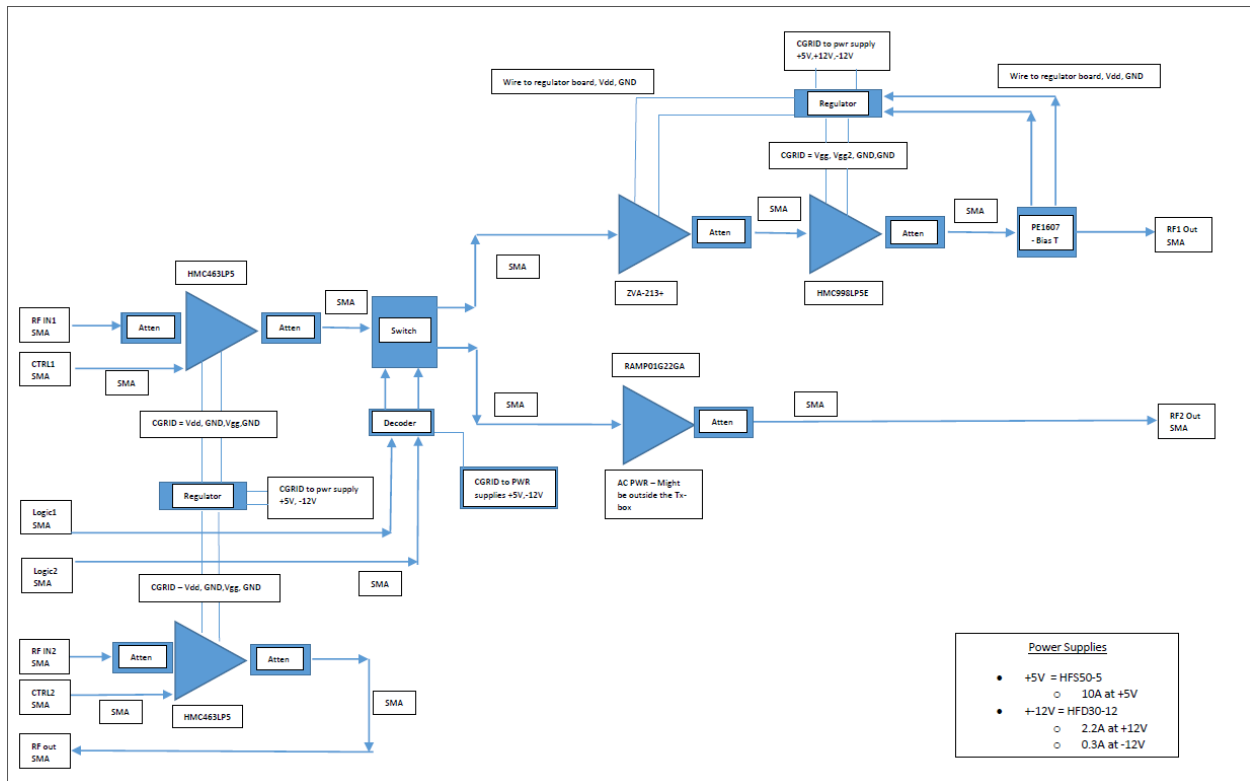 CGRID to pwr supply
+5V,+12V,-12V
Wire to regulator board, Vdd, GND
Wire to regulator board, Vdd, GND
Regulator
CGRID = Vgg, Vgg2, GND,GND
SMA
SMA
Atten
Atten
PE1607
- Bias T
RF1 Out
SMA
SMA
ZVA-213+
HMC998LP5E
HMC463LP5
SMA
RF IN1
SMA
Atten
Atten
Switch
CTRL1
SMA
SMA
RAMP01G22GA
SMA
SMA
CGRID = Vdd, GND,Vgg,GND
Decoder
Atten
RF2 Out
SMA
CGRID to pwr supply
+5V, -12V
Regulator
CGRID to PWR
supplies +5V,-12V
AC PWR – Might
be outside the Tx-
box
Logic1
SMA
Logic2
SMA
SMA
CGRID – Vdd, GND,Vgg, GND
RF IN2
SMA
Atten
Atten
CTRL2
SMA
SMA
SMA
HMC463LP5
RF out
SMA
Power Supplies
• +5V = HFS50-5
o 10A at +5V
• +-12V = HFD30-12
o 2.2A at +12V
o 0.3A at -12V